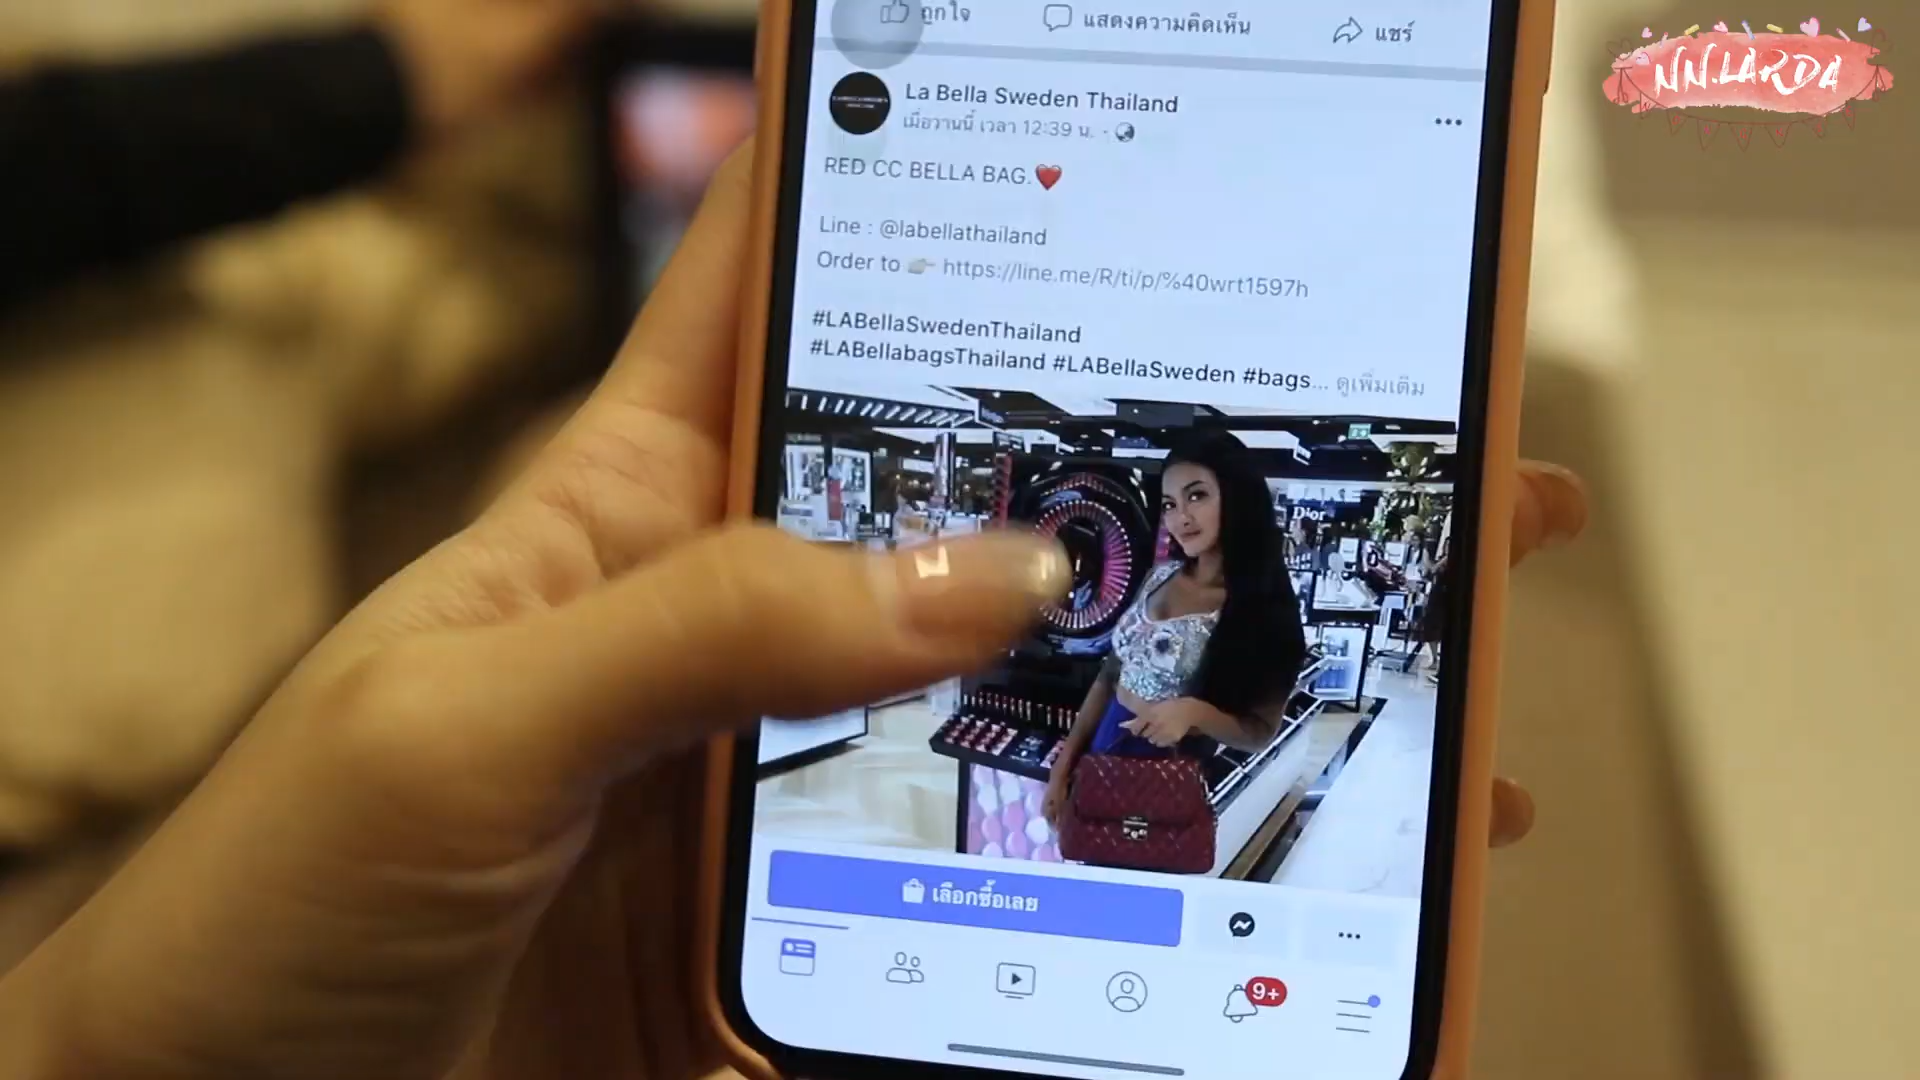 ถูกใจ
แสดงความคิดเห็น
แชร์
NN.LARDA
La Bella Sweden Thailand
เมื่อวานนี้ เวลา 12:39 น. ·
RED CC BELLA BAG.❤️
Line : @labellathailand
Order to 👉 https://line.me/R/ti/p/%40wrt1597h
#LABellaSwedenThailand
#LABellabagsThailand #LABellaSweden #bags... ดูเพิ่มเติม
Dior
เลือกซื้อเลย
9+